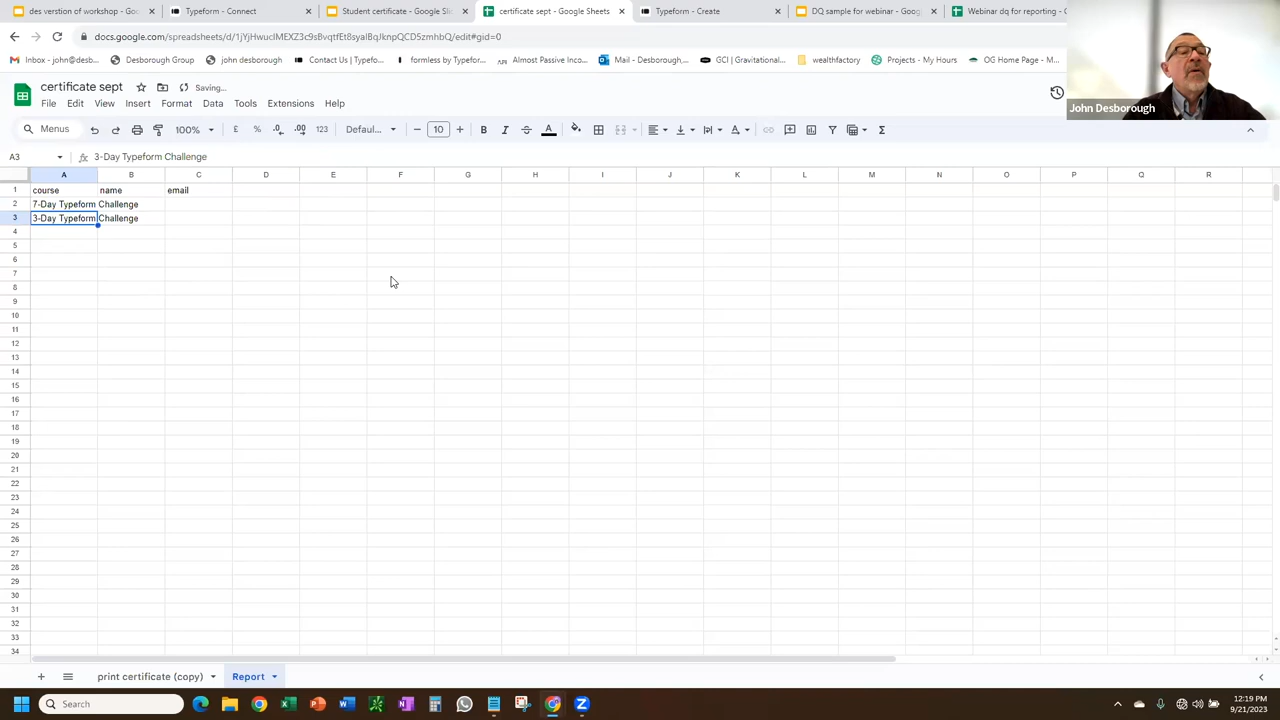 des verstion of workshop - Goo
Typeform - Connect
Student certificate - Google Sli
certificate sept - Google Sheets
Typeform - Create
DQ sample for webinar - Googl
Webinar dq for reporting - G
docs.google.com/spreadsheets/d/1jYjHwucIMEXZ3c9sBvqtfEt8syalBqJknpQCD5zmhbQ/edit#gid=0
Inbox - john@desb...
Desborough Group
john desborough
Contact Us | Typefo...
formless by Typefor...
Almost Passive Inco...
Mail - Desborough,...
GCI | Gravitational...
wealthfactory
Projects - My Hours
OG Home Page - M...
John Desborough
certificate sept
Saving...
File Edit View Insert Format Data Tools Extensions Help
Menus 100% £ % .0 .00 123 Defaul... 10 B I A
A3 3-Day Typeform Challenge
A B C D E F G H I J K L M N O P Q R
1 course name email
2 7-Day Typeform Challenge
3 3-Day Typeform Challenge
4
5
6
7
8
9
10
11
12
13
14
15
16
17
18
19
20
21
22
23
24
25
26
27
28
29
30
31
32
33
34
print certificate (copy) Report
Search
12:19 PM
9/21/2023